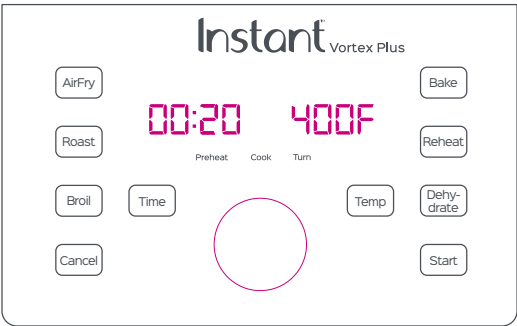 Instant Vortex Plus
AirFry
Bake
00:20 400F
Roast
Reheat
Preheat Cook Turn
Broil
Time
Temp
Dehy-
drate
Cancel
Start